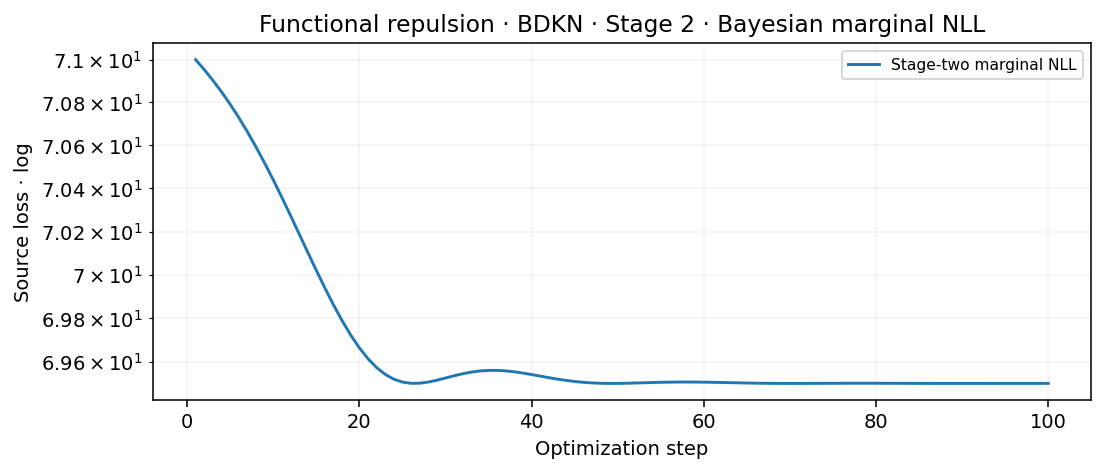 Functional repulsion · BDKN · Stage 2 · Bayesian marginal NLL
Stage-two marginal NLL
Source loss · log
7.1 × 10¹
7.08 × 10¹
7.06 × 10¹
7.04 × 10¹
7.02 × 10¹
7 × 10¹
6.98 × 10¹
6.96 × 10¹
0 20 40 60 80 100
Optimization step